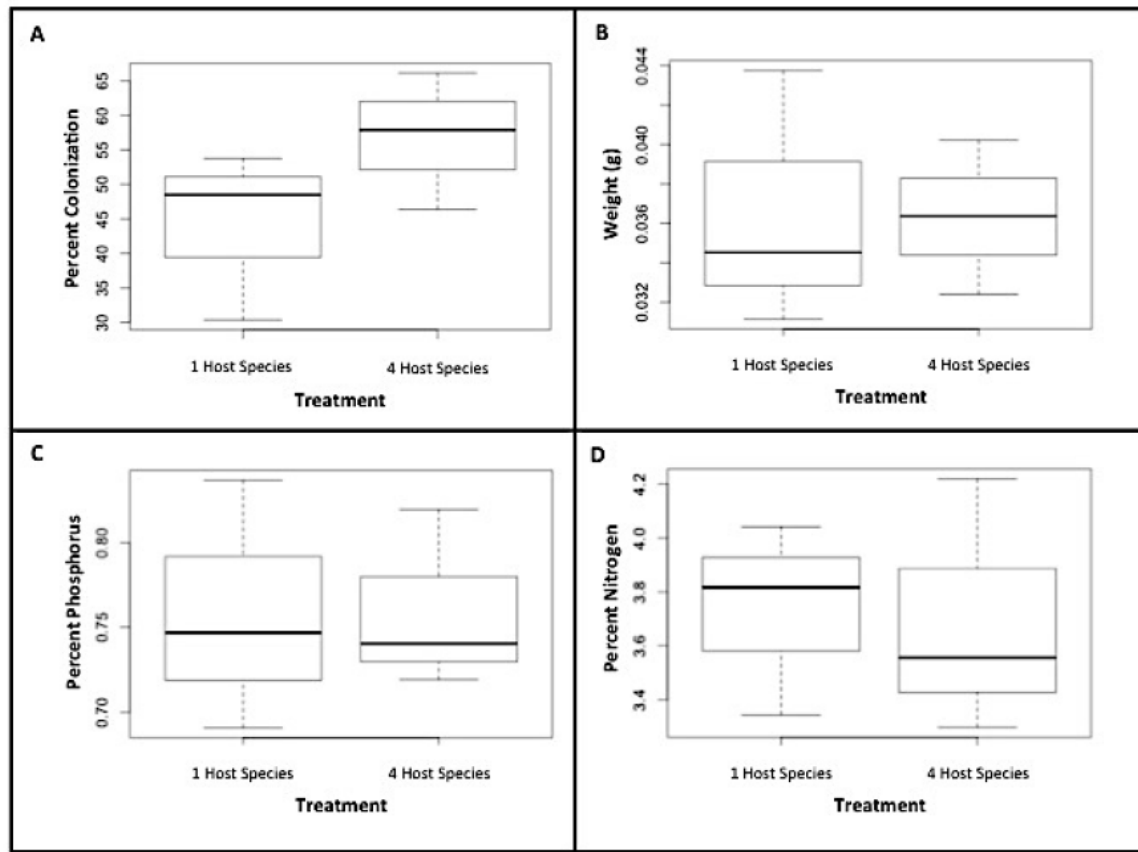 A
Percent Colonization
65
60
55
50
45
40
35
30
1 Host Species
4 Host Species
Treatment
B
Weight (g)
0.044
0.040
0.036
0.032
1 Host Species
4 Host Species
Treatment
C
Percent Phosphorus
0.80
0.75
0.70
1 Host Species
4 Host Species
Treatment
D
Percent Nitrogen
4.2
4.0
3.8
3.6
3.4
1 Host Species
4 Host Species
Treatment